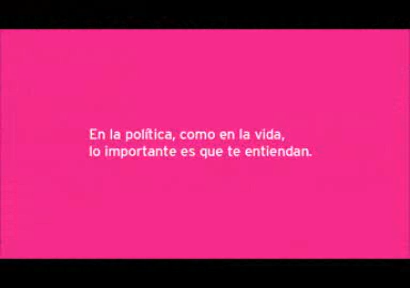 En la política, como en la vida,
lo importante es que te entiendan.